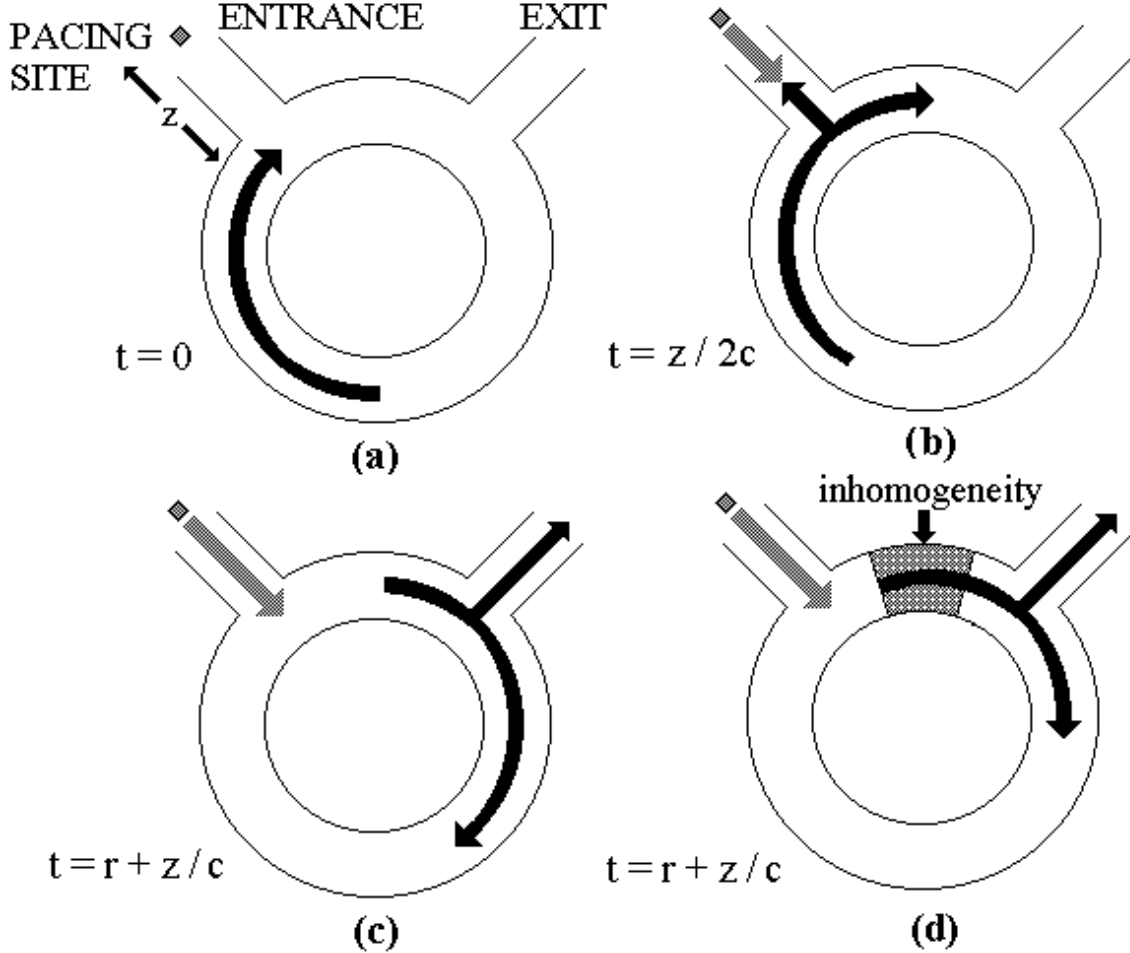 PACING SITE
ENTRANCE
EXIT
z
t = 0
(a)
t = z / 2c
(b)
t = r + z / c
(c)
inhomogeneity
t = r + z / c
(d)